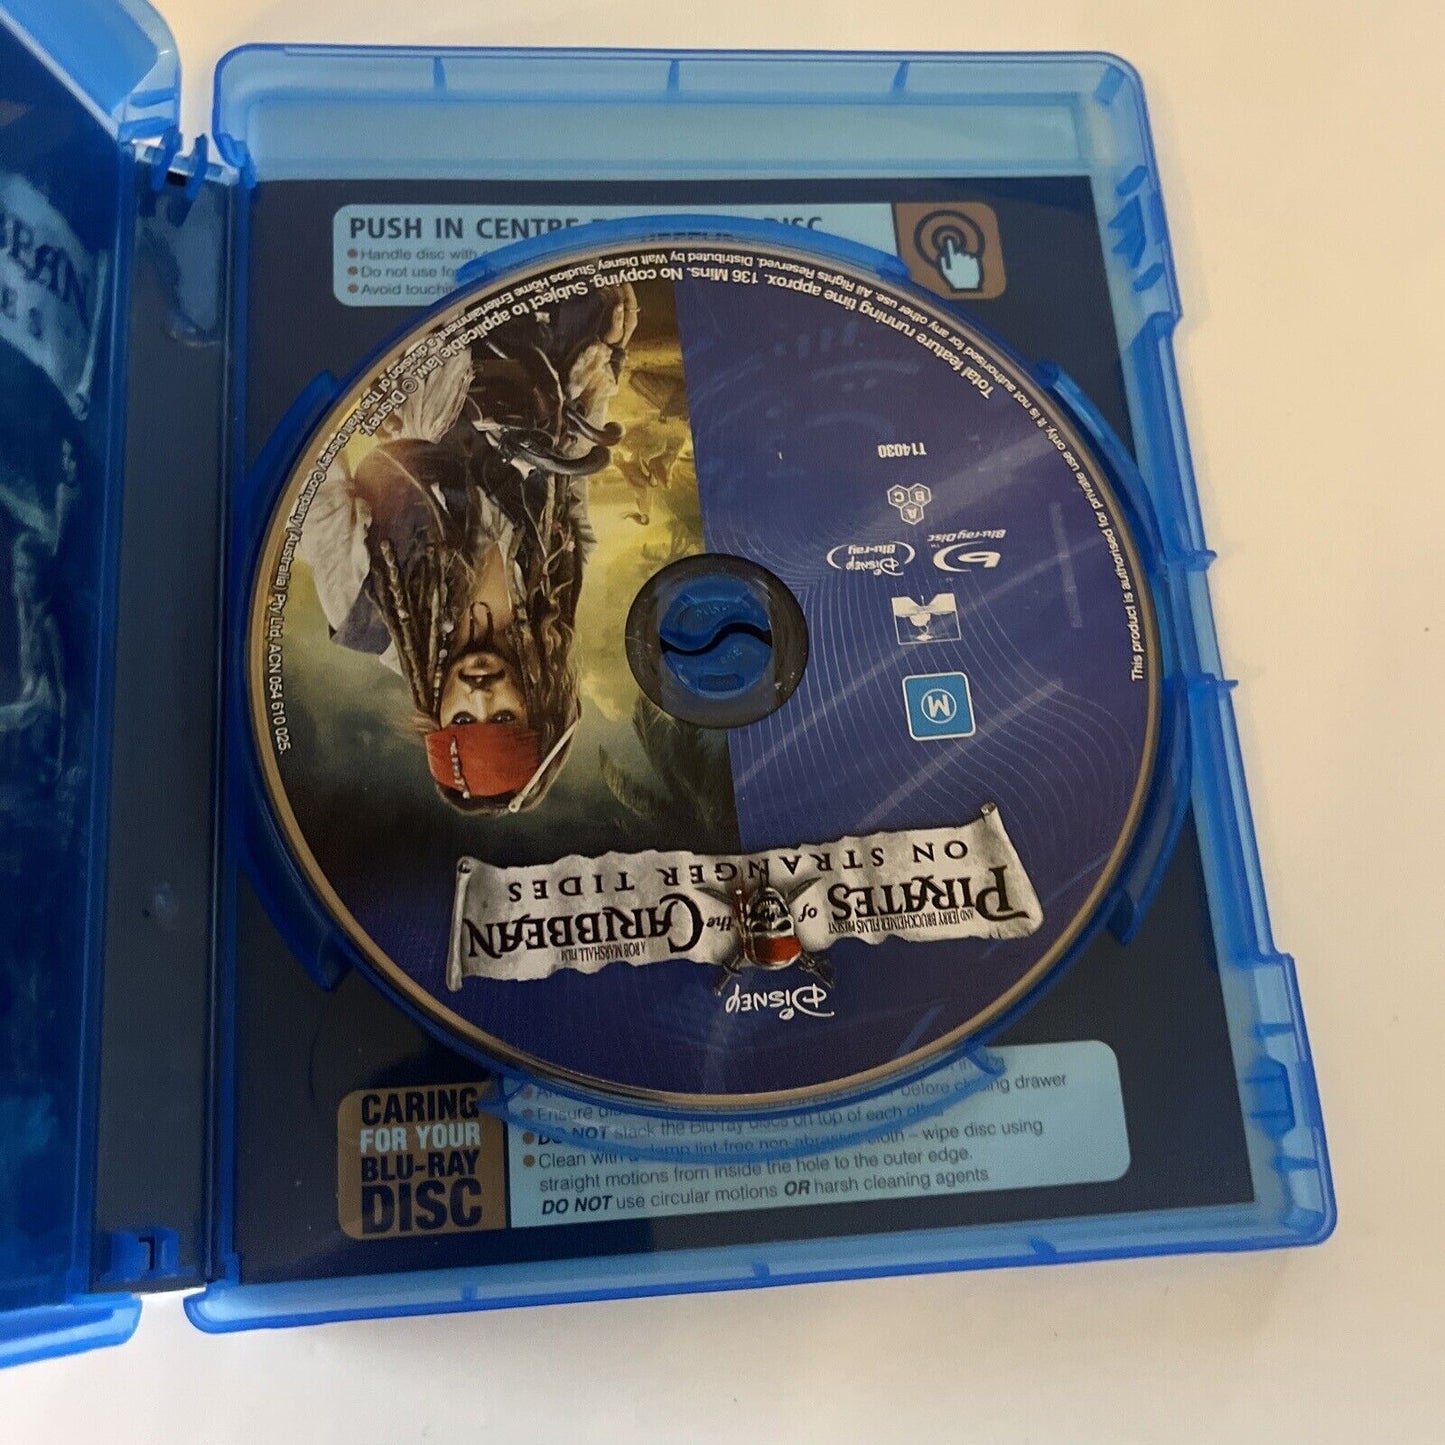 BEAN
ES
PUSH IN CENTRE DISC
Handle disc with
Do not use for
Avoid touching
DISNEY
AND JERRY BRUCKHEIMER FILMS PRESENT
A ROB MARSHALL FILM
PIRATES of the CARIBBEAN
ON STRANGER TIDES
M
DISNEY Blu-ray
Blu-ray Disc
TM
A
B C
T14030
This product is authorised for private use only. It is not authorised for any other use. All Rights Reserved. Distributed by Walt Disney Studios Home Entertainment, a division of The Walt Disney Company (Australia) Pty Ltd, ACN 054 610 025.
Total feature running time approx. 136 Mins. No copying. Subject to applicable law. © Disney.
CARING
FOR YOUR
BLU-RAY
DISC
before closing drawer
Ensure
DO NOT stack the Blu-ray discs on top of each other
Clean with a damp lint-free non-abrasive cloth – wipe disc using
straight motions from inside the hole to the outer edge.
DO NOT use circular motions OR harsh cleaning agents